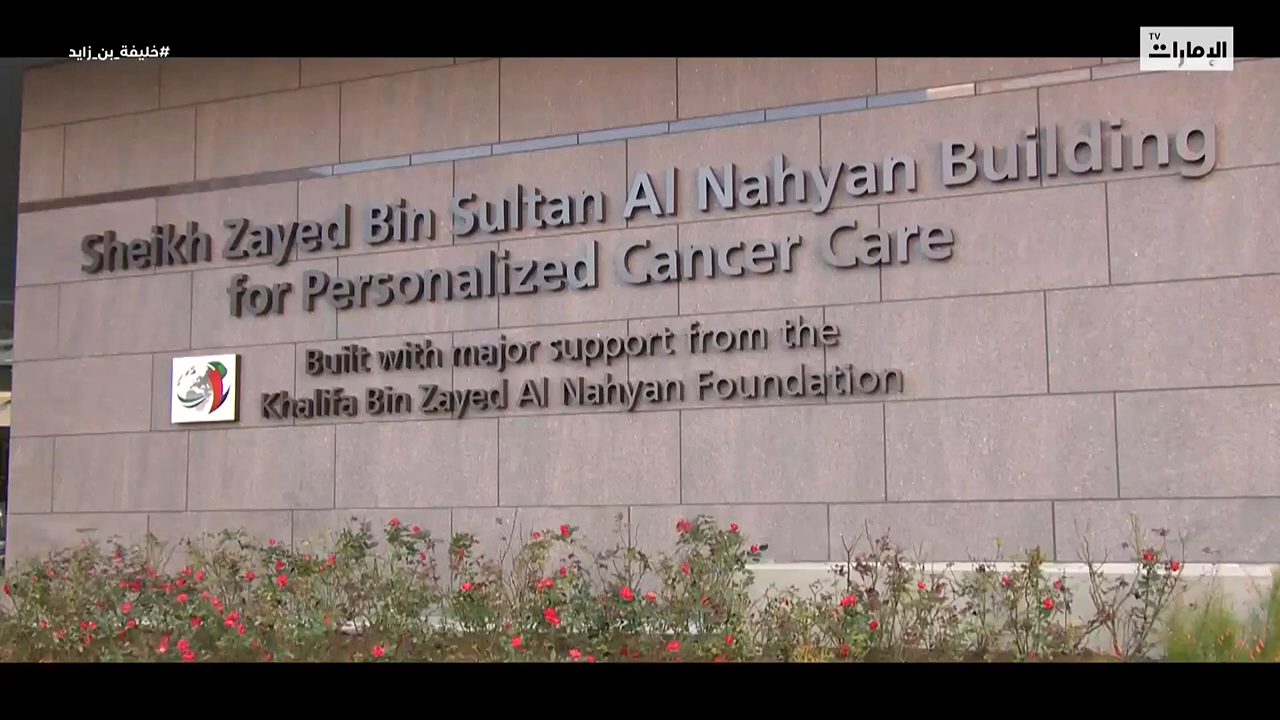 #خليفة_بن_زايد
الإمارات TV
Sheikh Zayed Bin Sultan Al Nahyan Building
for Personalized Cancer Care
Built with major support from the
Khalifa Bin Zayed Al Nahyan Foundation